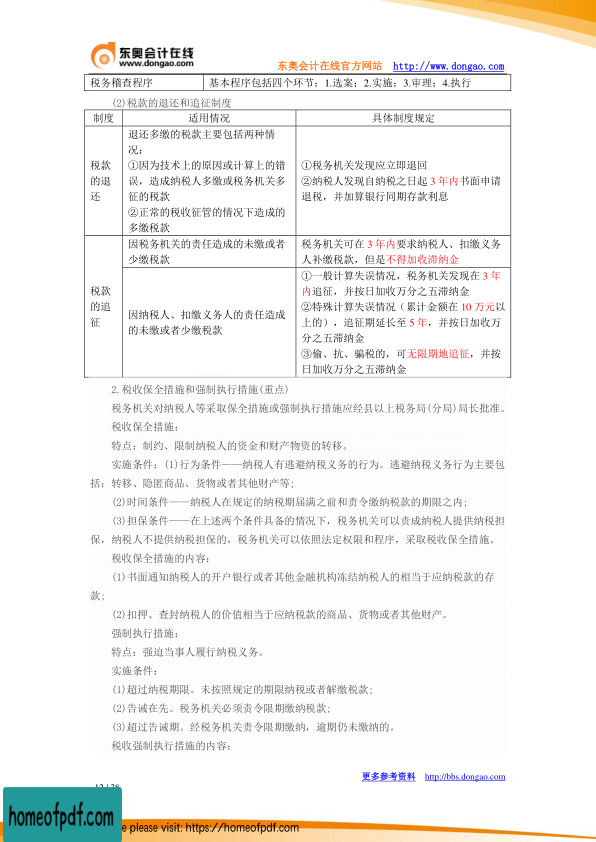 东奥会计在线
www.dongao.com
东奥会计在线官方网站 http://www.dongao.com
税务稽查程序 基本程序包括四个环节：1.选案；2.实施；3.审理；4.执行
(2)税款的退还和追征制度
制度 适用情况 具体制度规定
税款的退还
退还多缴的税款主要包括两种情
况：
①因为技术上的原因或计算上的错
误，造成纳税人多缴或税务机关多
征的税款
②正常的税收征管的情况下造成的
多缴税款
①税务机关发现应立即退回
②纳税人发现自纳税之日起 3 年内书面申请
退税，并加算银行同期存款利息
税款的追征
因税务机关的责任造成的未缴或者
少缴税款
税务机关可在 3 年内要求纳税人、扣缴义务
人补缴税款，但是不得加收滞纳金
因纳税人、扣缴义务人的责任造成
的未缴或者少缴税款
①一般计算失误情况，税务机关发现在 3 年
内追征，并按日加收万分之五滞纳金
②特殊计算失误情况（累计金额在 10 万元以
上的），追征期延长至 5 年，并按日加收万
分之五滞纳金
③偷、抗、骗税的，可无限期地追征，并按
日加收万分之五滞纳金
2.税收保全措施和强制执行措施(重点)
税务机关对纳税人等采取保全措施或强制执行措施应经县以上税务局(分局)局长批准。
税收保全措施：
特点：制约、限制纳税人的资金和财产物资的转移。
实施条件：(1)行为条件——纳税人有逃避纳税义务的行为。逃避纳税义务行为主要包
括：转移、隐匿商品、货物或者其他财产等;
(2)时间条件——纳税人在规定的纳税期届满之前和责令缴纳税款的期限之内;
(3)担保条件——在上述两个条件具备的情况下，税务机关可以责成纳税人提供纳税担
保，纳税人不提供纳税担保的，税务机关可以依照法定权限和程序，采取税收保全措施。
税收保全措施的内容：
(1)书面通知纳税人的开户银行或者其他金融机构冻结纳税人的相当于应纳税款的存
款;
(2)扣押、查封纳税人的价值相当于应纳税款的商品、货物或者其他财产。
强制执行措施：
特点：强迫当事人履行纳税义务。
实施条件：
(1)超过纳税期限。未按照规定的期限纳税或者解缴税款;
(2)告诫在先。税务机关必须责令限期缴纳税款;
(3)超过告诫期。经税务机关责令限期缴纳，逾期仍未缴纳的。
税收强制执行措施的内容：
更多参考资料 http://bbs.dongao.com
homeofpdf.com
e please visit: https://homeofpdf.com